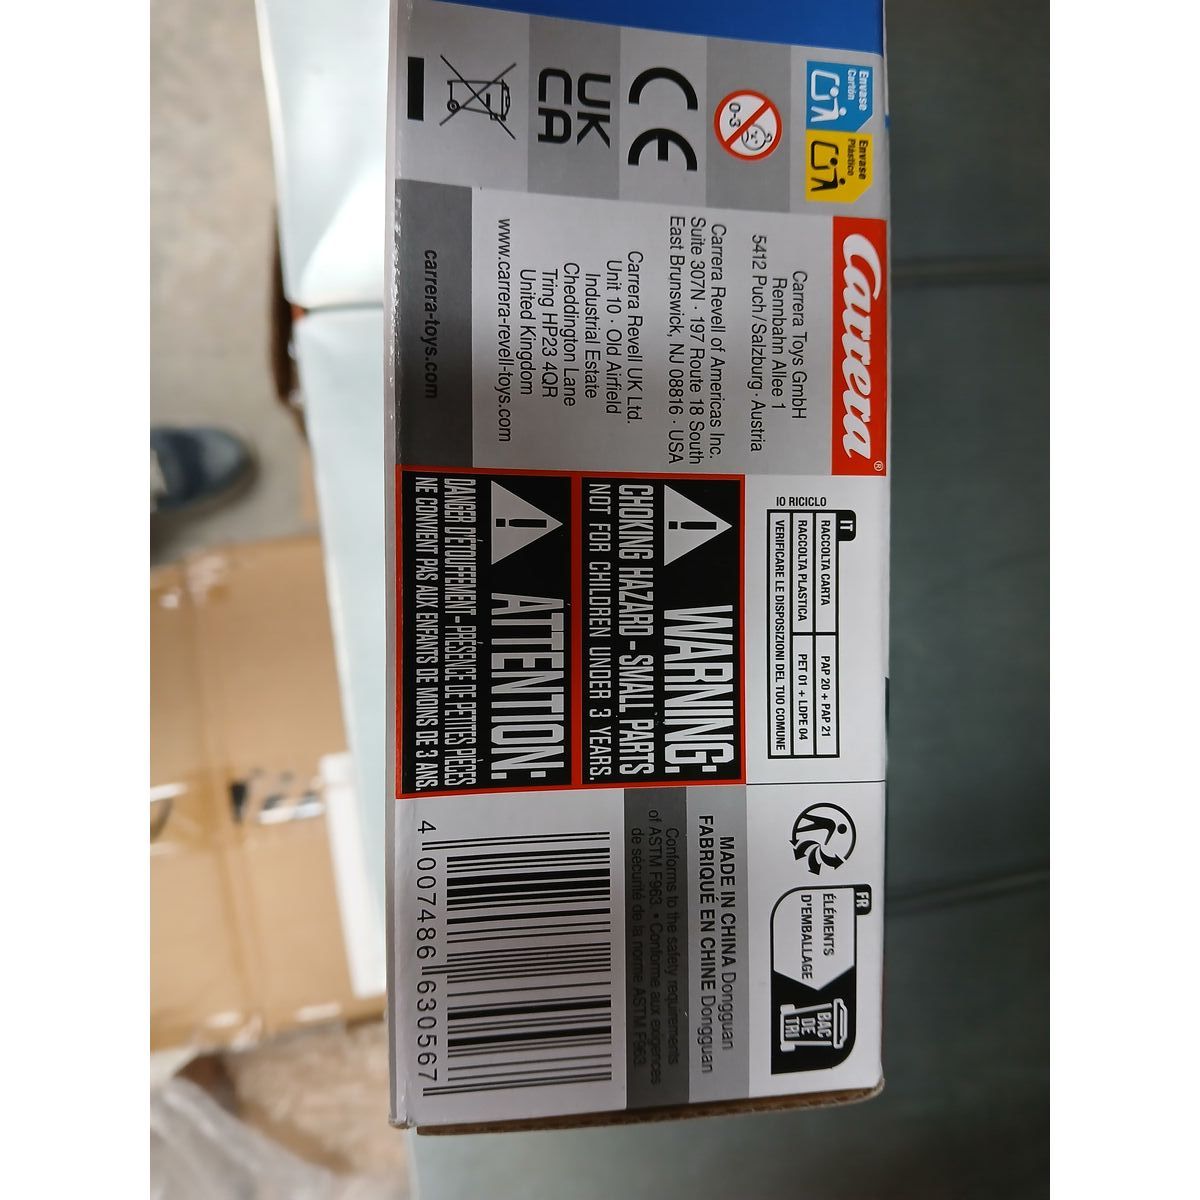 Envase
Cartón
Envase
Plástico
0-3
CE
UK
CA
Carrera®
Carrera Toys GmbH
Rennbahn Allee 1
5412 Puch/Salzburg · Austria
Carrera Revell of Americas Inc.
Suite 307N · 197 Route 18 South
East Brunswick, NJ 08816 · USA
Carrera Revell UK Ltd.
Unit 10 · Old Airfield
Industrial Estate
Cheddington Lane
Tring HP23 4QR
United Kingdom
www.carrera-revell-toys.com
carrera-toys.com
IO RICICLO
IT
RACCOLTA CARTA PAP 20 + PAP 21
RACCOLTA PLASTICA PET 01 + LDPE 04
VERIFICARE LE DISPOSIZIONI DEL TUO COMUNE
WARNING:
CHOKING HAZARD - SMALL PARTS
NOT FOR CHILDREN UNDER 3 YEARS.
ATTENTION:
DANGER D'ÉTOUFFEMENT - PRÉSENCE DE PETITES PIÈCES
NE CONVIENT PAS AUX ENFANTS DE MOINS DE 3 ANS.
FR
ÉLÉMENTS
D'EMBALLAGE
BAC
DE
TRI
MADE IN CHINA Dongguan
FABRIQUÉ EN CHINE Dongguan
Conforms to the safety requirements
of ASTM F963. • Conforme aux exigences
de sécurité de la norme ASTM F963.
4 007486 630567